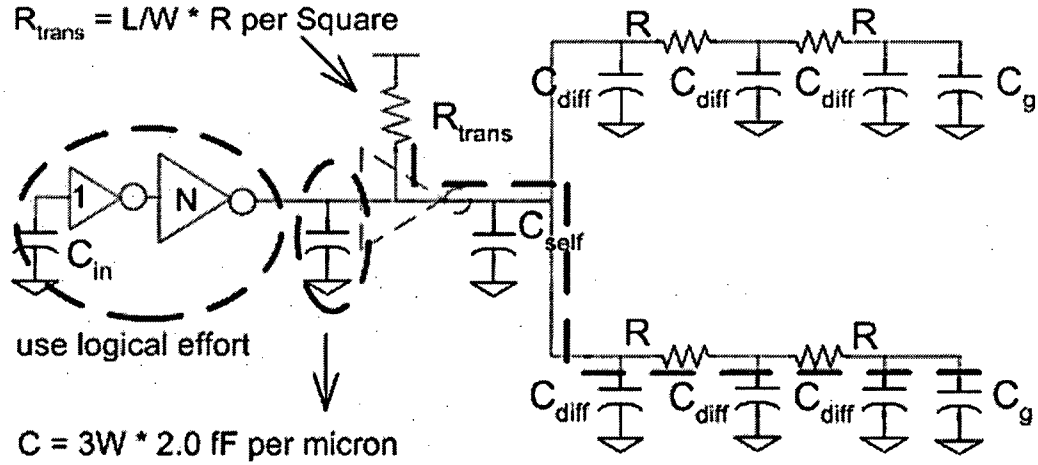 R_trans = L/W * R per Square
R R
C_diff C_diff C_diff C_g
R_trans
1 N
C_in
C_self
use logical effort
R R
C_diff C_diff C_diff C_g
C = 3W * 2.0 fF per micron